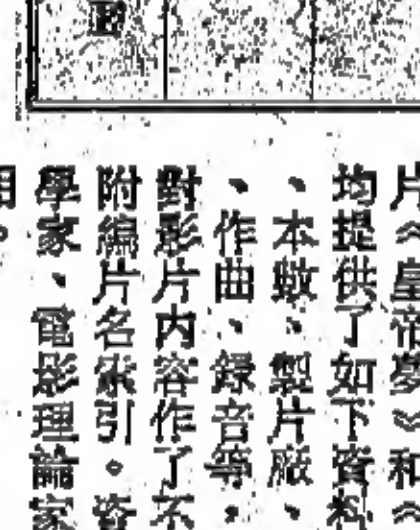 片《皇帝夢》和
均提供了如下資料
、本數、製片廠、
、作曲、錄音等，
對影片内容作了不
附編片名索引。資
學家、電影理論家
用。